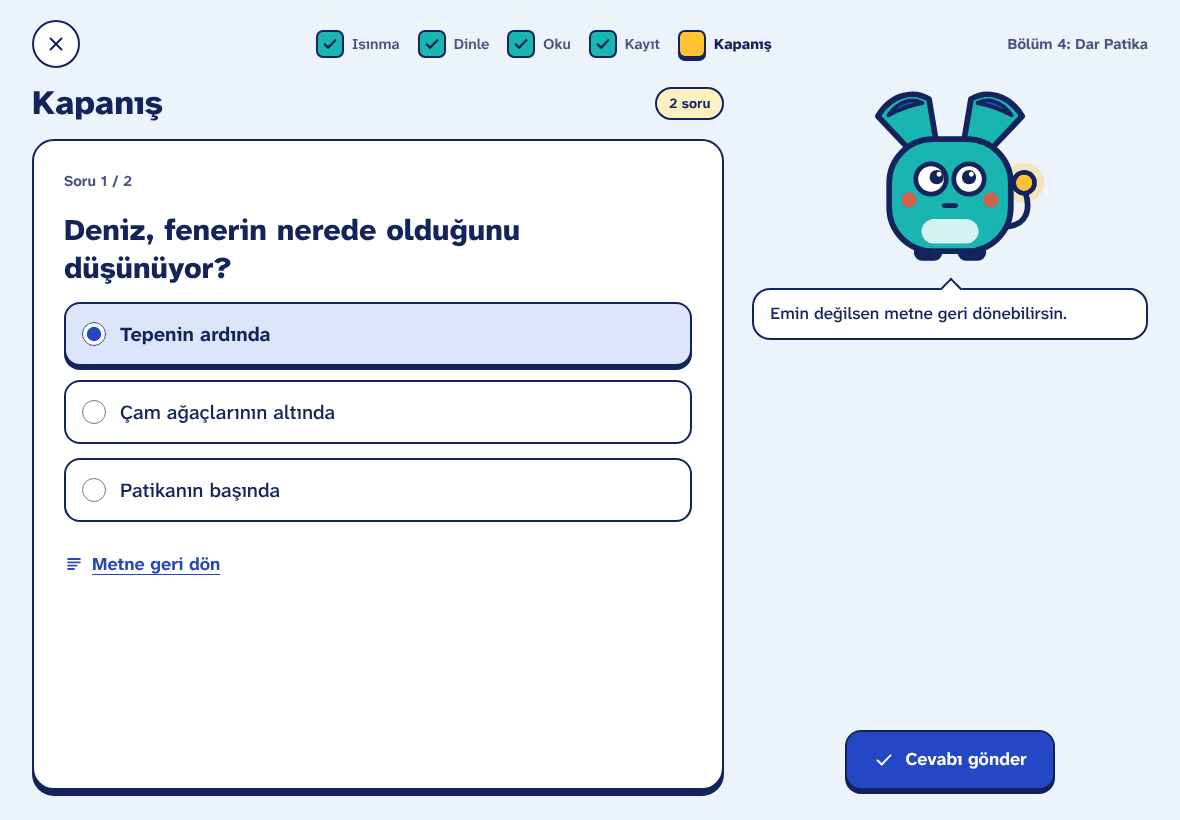 Isınma
Dinle
Oku
Kayıt
Kapanış
Bölüm 4: Dar Patika
Kapanış
2 soru
Soru 1 / 2
Deniz, fenerin nerede olduğunu
düşünüyor?
Tepenin ardında
Çam ağaçlarının altında
Patikanın başında
Metne geri dön
Emin değilsen metne geri dönebilirsin.
Cevabı gönder